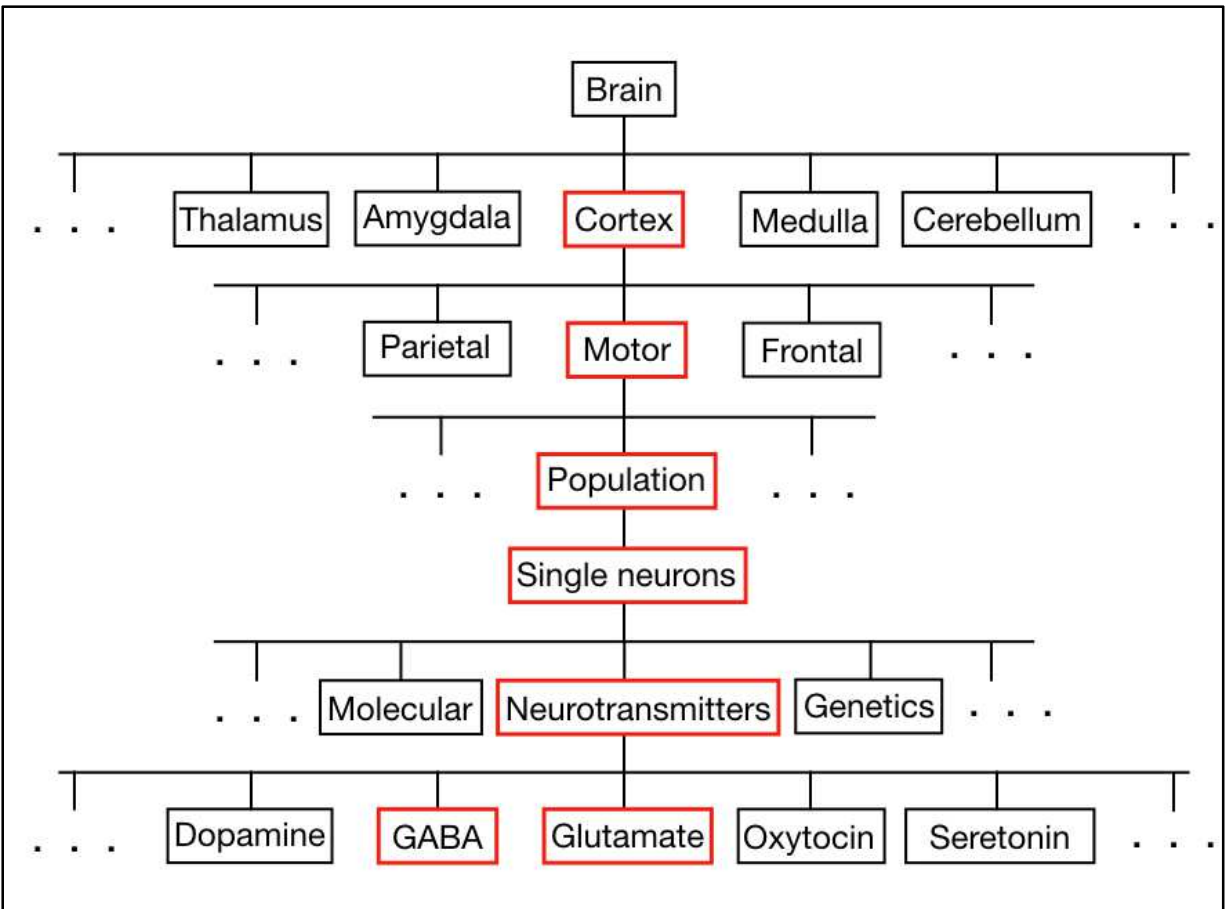 Brain
. . . Thalamus Amygdala Cortex Medulla Cerebellum . . .
. . . Parietal Motor Frontal . . .
. . . Population . . .
Single neurons
. . . Molecular Neurotransmitters Genetics . . .
. . . Dopamine GABA Glutamate Oxytocin Seretonin . . .